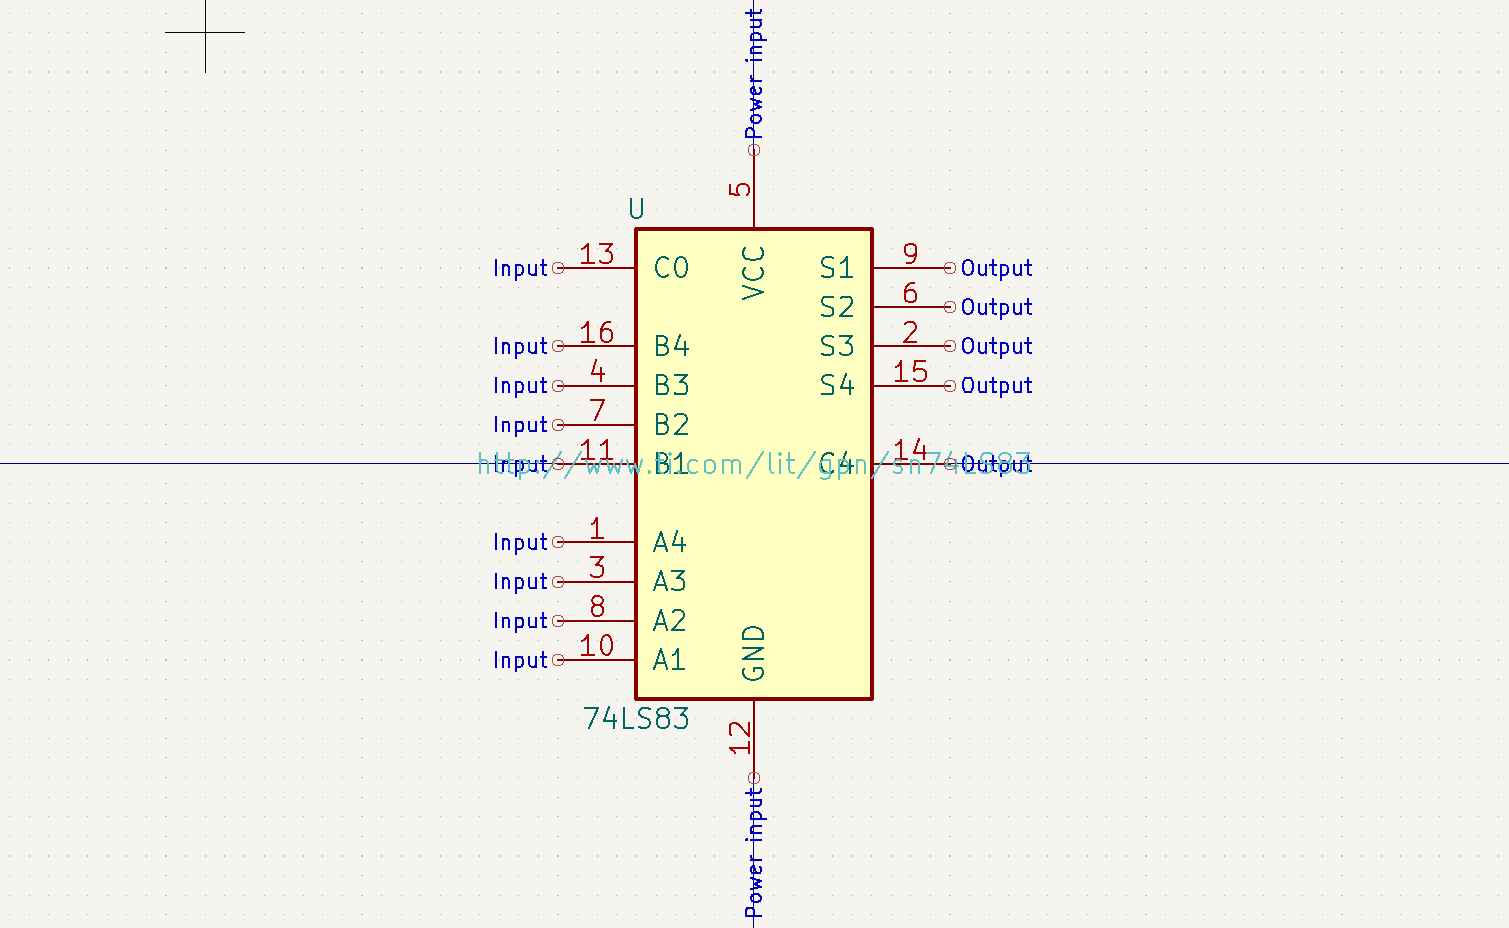 Power input
5
U
13 C0 VCC S1 9
Input Output
S2 6 Output
Input 16 B4 S3 2 Output
Input 4 B3 S4 15 Output
Input 7 B2
Input 11 B1 C4 14 Output
http://www.ti.com/lit/gpn/sn74LS83
Input 1 A4
Input 3 A3
Input 8 A2
Input 10 A1 GND
74LS83
12
Power input